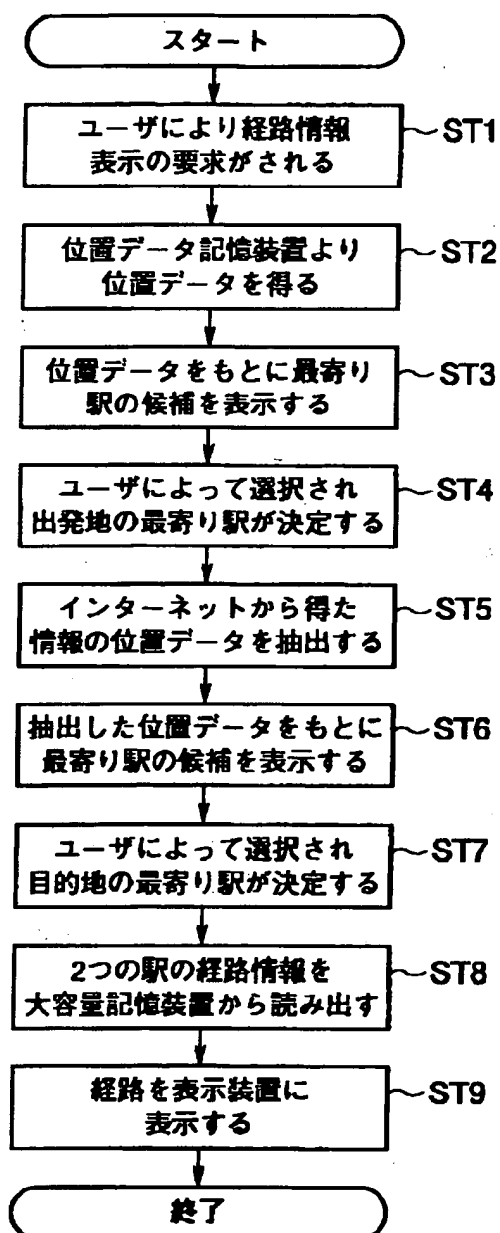 スタート
ユーザにより経路情報
表示の要求がされる
ST1
位置データ記憶装置より
位置データを得る
ST2
位置データをもとに最寄り
駅の候補を表示する
ST3
ユーザによって選択され
出発地の最寄り駅が決定する
ST4
インターネットから得た
情報の位置データを抽出する
ST5
抽出した位置データをもとに
最寄り駅の候補を表示する
ST6
ユーザによって選択され
目的地の最寄り駅が決定する
ST7
2つの駅の経路情報を
大容量記憶装置から読み出す
ST8
経路を表示装置に
表示する
ST9
終了